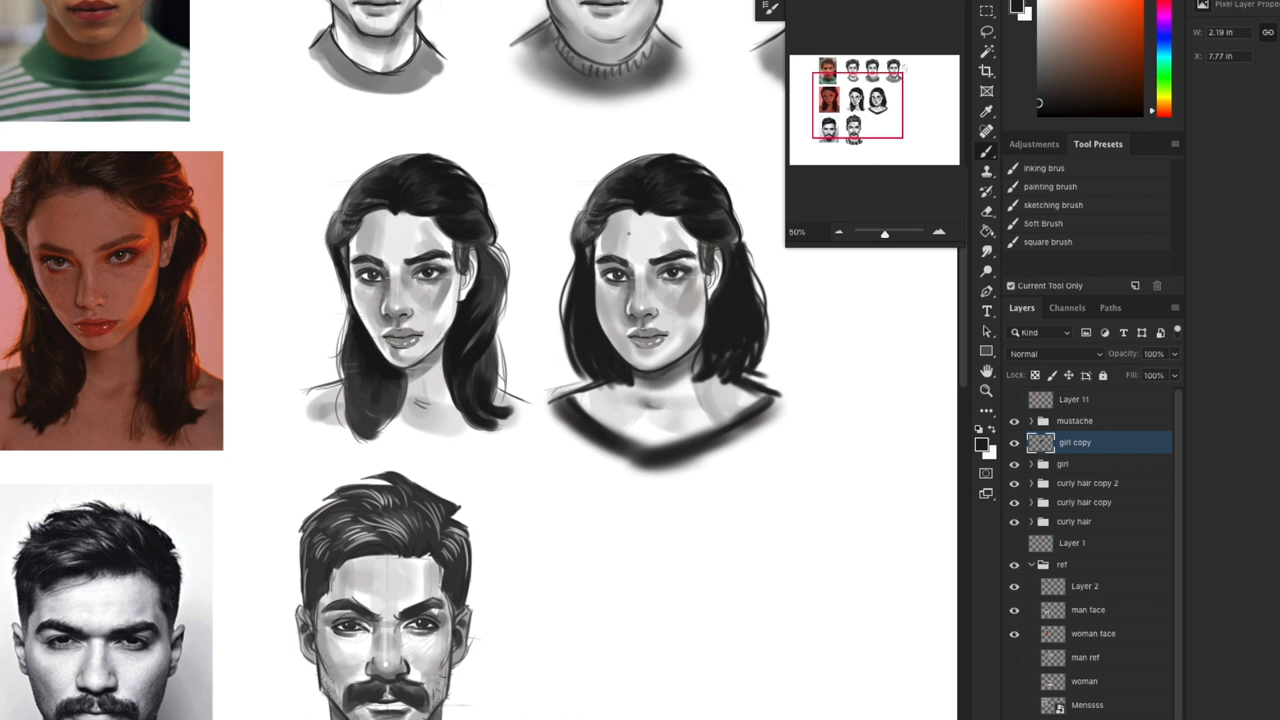 Pixel Layer Prope
W: 2.19 in
X: 7.77 in
Adjustments
Tool Presets
inking brus
painting brush
sketching brush
Soft Brush
square brush
50%
Current Tool Only
Layers
Channels
Paths
Kind
Normal
Opacity: 100%
Lock:
Fill: 100%
Layer 11
mustache
girl copy
girl
curly hair copy 2
curly hair copy
curly hair
Layer 1
ref
Layer 2
man face
woman face
man ref
woman
Menssss